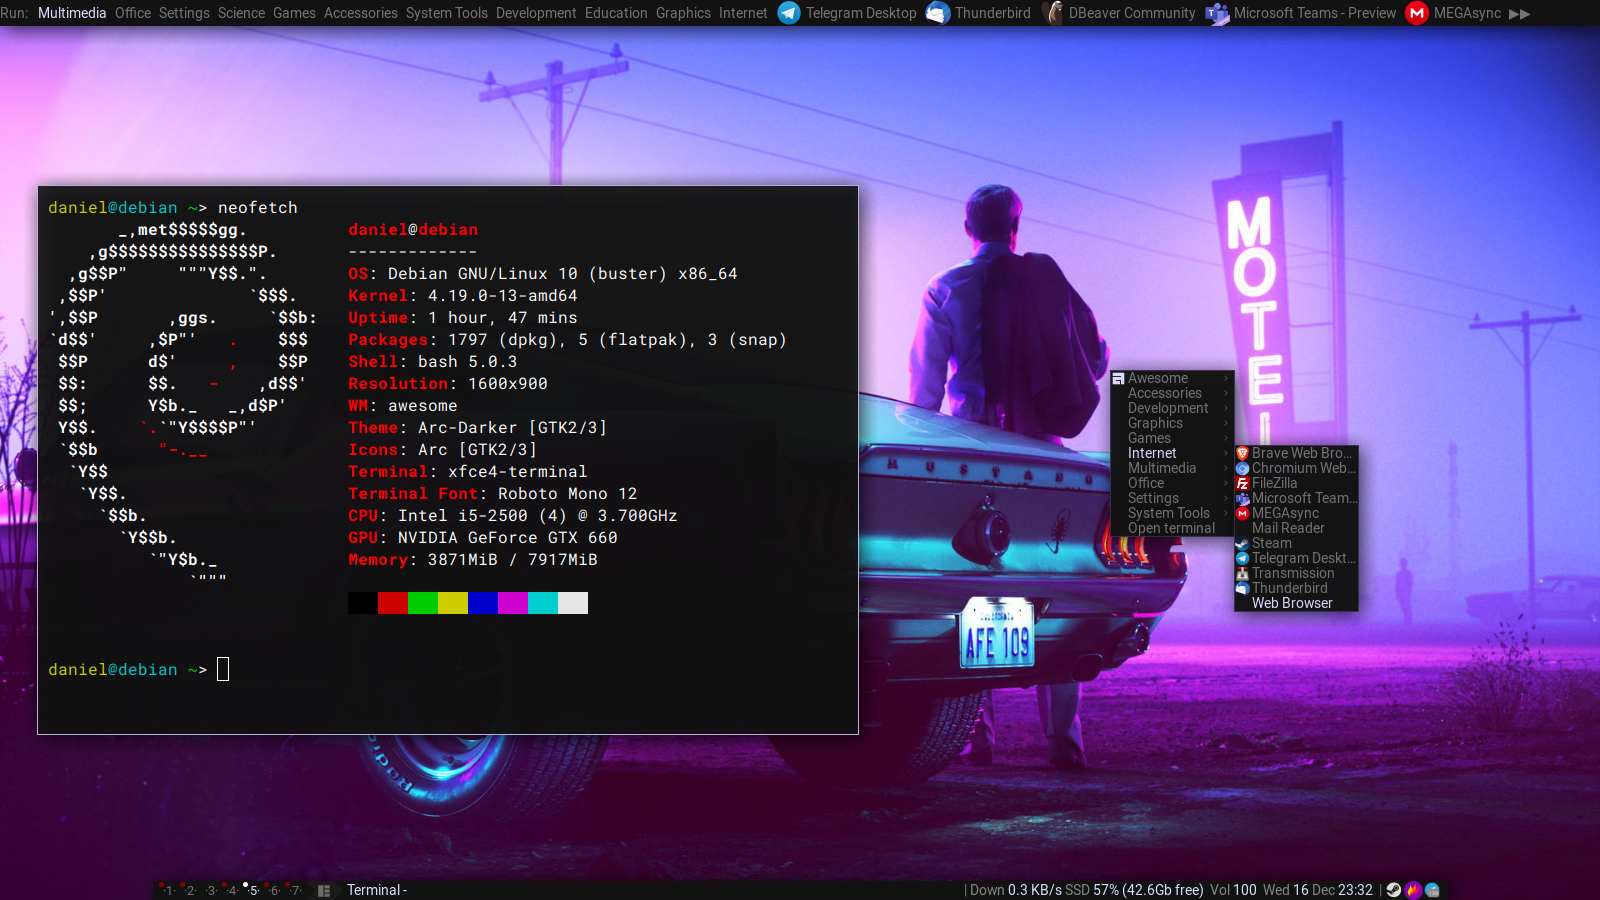 Run: Multimedia Office Settings Science Games Accessories System Tools Development Education Graphics Internet Telegram Desktop Thunderbird DBeaver Community Microsoft Teams - Preview MEGAsync ▶▶
daniel@debian ~> neofetch
_,met$$$$$gg.
,g$$$$$$$$$$$$$$$P.
,g$$P"     """Y$$.".
,$$P'              `$$$.
',$$P       ,ggs.     `$$b:
`d$$'     ,$P"'   .    $$$
$$P      d$'     ,    $$P
$$:      $$.   -    ,d$$'
$$;      Y$b._   _,d$P'
Y$$.    `.`"Y$$$$P"'
`$$b      "-.__
`Y$$
`Y$$.
`$$b.
`Y$$b.
`"Y$b._
`"""
daniel@debian
-------------
OS: Debian GNU/Linux 10 (buster) x86_64
Kernel: 4.19.0-13-amd64
Uptime: 1 hour, 47 mins
Packages: 1797 (dpkg), 5 (flatpak), 3 (snap)
Shell: bash 5.0.3
Resolution: 1600x900
WM: awesome
Theme: Arc-Darker [GTK2/3]
Icons: Arc [GTK2/3]
Terminal: xfce4-terminal
Terminal Font: Roboto Mono 12
CPU: Intel i5-2500 (4) @ 3.700GHz
GPU: NVIDIA GeForce GTX 660
Memory: 3871MiB / 7917MiB
daniel@debian ~>
MOTEL
MUSTANG
AFE 109
Awesome
Accessories
Development
Graphics
Games
Internet
Multimedia
Office
Settings
System Tools
Open terminal
Brave Web Bro...
Chromium Web...
FileZilla
Microsoft Team...
MEGAsync
Mail Reader
Steam
Telegram Deskt...
Transmission
Thunderbird
Web Browser
·1· ·2· ·3· ·4· ·5· ·6· ·7· Terminal -
| Down 0.3 KB/s SSD 57% (42.6Gb free) Vol 100 Wed 16 Dec 23:32 |